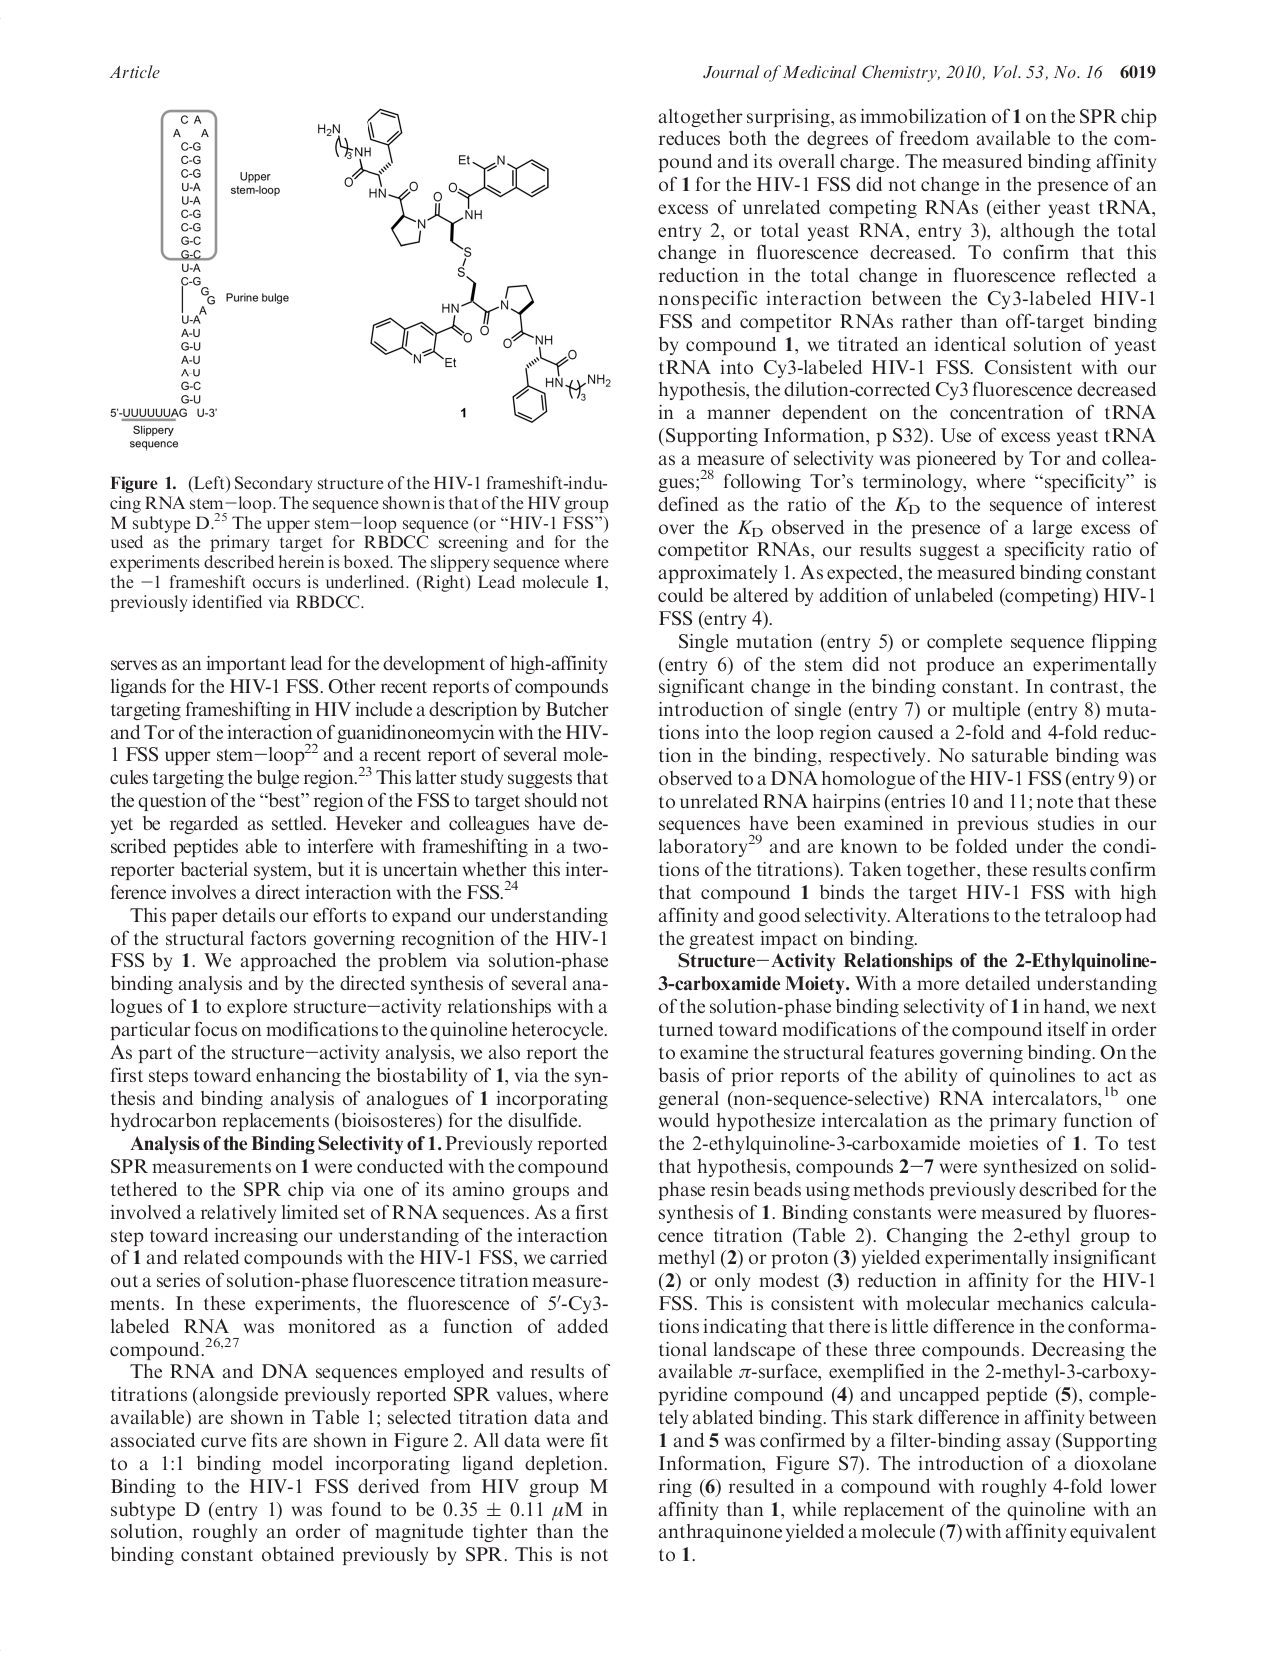 Article
Journal of Medicinal Chemistry, 2010, Vol. 53, No. 16 6019
C A
A A
C-G
C-G
C-G
U-A
U-A
C-G
C-G
G-C
G-C
U-A
C-G
G
G
A
U-A
A-U
G-U
A-U
A-U
G-C
G-U
5'-UUUUUUAG U-3'
Upper
stem-loop
Purine bulge
Slippery
sequence
H2N
( )3
NH
O
HN
O
N
O
O
NH
Et
N
S
S
HN
O
N
O
N
Et
O
NH
O
HN
( )3
NH2
1
Figure 1. (Left) Secondary structure of the HIV-1 frameshift-indu-
cing RNA stem−loop. The sequence shown is that of the HIV group
M subtype D.25 The upper stem−loop sequence (or “HIV-1 FSS”)
used as the primary target for RBDCC screening and for the
experiments described herein is boxed. The slippery sequence where
the −1 frameshift occurs is underlined. (Right) Lead molecule 1,
previously identified via RBDCC.
serves as an important lead for the development of high-affinity
ligands for the HIV-1 FSS. Other recent reports of compounds
targeting frameshifting in HIV include a description by Butcher
and Tor of the interaction of guanidinoneomycin with the HIV-
1 FSS upper stem−loop22 and a recent report of several mole-
cules targeting the bulge region.23 This latter study suggests that
the question of the “best” region of the FSS to target should not
yet be regarded as settled. Heveker and colleagues have de-
scribed peptides able to interfere with frameshifting in a two-
reporter bacterial system, but it is uncertain whether this inter-
ference involves a direct interaction with the FSS.24
This paper details our efforts to expand our understanding
of the structural factors governing recognition of the HIV-1
FSS by 1. We approached the problem via solution-phase
binding analysis and by the directed synthesis of several ana-
logues of 1 to explore structure−activity relationships with a
particular focus on modifications to the quinoline heterocycle.
As part of the structure−activity analysis, we also report the
first steps toward enhancing the biostability of 1, via the syn-
thesis and binding analysis of analogues of 1 incorporating
hydrocarbon replacements (bioisosteres) for the disulfide.
Analysis of the Binding Selectivity of 1. Previously reported
SPR measurements on 1 were conducted with the compound
tethered to the SPR chip via one of its amino groups and
involved a relatively limited set of RNA sequences. As a first
step toward increasing our understanding of the interaction
of 1 and related compounds with the HIV-1 FSS, we carried
out a series of solution-phase fluorescence titration measure-
ments. In these experiments, the fluorescence of 5′-Cy3-
labeled RNA was monitored as a function of added
compound.26,27
The RNA and DNA sequences employed and results of
titrations (alongside previously reported SPR values, where
available) are shown in Table 1; selected titration data and
associated curve fits are shown in Figure 2. All data were fit
to a 1:1 binding model incorporating ligand depletion.
Binding to the HIV-1 FSS derived from HIV group M
subtype D (entry 1) was found to be 0.35 ± 0.11 μM in
solution, roughly an order of magnitude tighter than the
binding constant obtained previously by SPR. This is not
altogether surprising, as immobilization of 1 on the SPR chip
reduces both the degrees of freedom available to the com-
pound and its overall charge. The measured binding affinity
of 1 for the HIV-1 FSS did not change in the presence of an
excess of unrelated competing RNAs (either yeast tRNA,
entry 2, or total yeast RNA, entry 3), although the total
change in fluorescence decreased. To confirm that this
reduction in the total change in fluorescence reflected a
nonspecific interaction between the Cy3-labeled HIV-1
FSS and competitor RNAs rather than off-target binding
by compound 1, we titrated an identical solution of yeast
tRNA into Cy3-labeled HIV-1 FSS. Consistent with our
hypothesis, the dilution-corrected Cy3 fluorescence decreased
in a manner dependent on the concentration of tRNA
(Supporting Information, p S32). Use of excess yeast tRNA
as a measure of selectivity was pioneered by Tor and collea-
gues;28 following Tor’s terminology, where “specificity” is
defined as the ratio of the KD to the sequence of interest
over the KD observed in the presence of a large excess of
competitor RNAs, our results suggest a specificity ratio of
approximately 1. As expected, the measured binding constant
could be altered by addition of unlabeled (competing) HIV-1
FSS (entry 4).
Single mutation (entry 5) or complete sequence flipping
(entry 6) of the stem did not produce an experimentally
significant change in the binding constant. In contrast, the
introduction of single (entry 7) or multiple (entry 8) muta-
tions into the loop region caused a 2-fold and 4-fold reduc-
tion in the binding, respectively. No saturable binding was
observed to a DNA homologue of the HIV-1 FSS (entry 9) or
to unrelated RNA hairpins (entries 10 and 11; note that these
sequences have been examined in previous studies in our
laboratory29 and are known to be folded under the condi-
tions of the titrations). Taken together, these results confirm
that compound 1 binds the target HIV-1 FSS with high
affinity and good selectivity. Alterations to the tetraloop had
the greatest impact on binding.
Structure−Activity Relationships of the 2-Ethylquinoline-
3-carboxamide Moiety. With a more detailed understanding
of the solution-phase binding selectivity of 1 in hand, we next
turned toward modifications of the compound itself in order
to examine the structural features governing binding. On the
basis of prior reports of the ability of quinolines to act as
general (non-sequence-selective) RNA intercalators,1b one
would hypothesize intercalation as the primary function of
the 2-ethylquinoline-3-carboxamide moieties of 1. To test
that hypothesis, compounds 2−7 were synthesized on solid-
phase resin beads using methods previously described for the
synthesis of 1. Binding constants were measured by fluores-
cence titration (Table 2). Changing the 2-ethyl group to
methyl (2) or proton (3) yielded experimentally insignificant
(2) or only modest (3) reduction in affinity for the HIV-1
FSS. This is consistent with molecular mechanics calcula-
tions indicating that there is little difference in the conforma-
tional landscape of these three compounds. Decreasing the
available π-surface, exemplified in the 2-methyl-3-carboxy-
pyridine compound (4) and uncapped peptide (5), comple-
tely ablated binding. This stark difference in affinity between
1 and 5 was confirmed by a filter-binding assay (Supporting
Information, Figure S7). The introduction of a dioxolane
ring (6) resulted in a compound with roughly 4-fold lower
affinity than 1, while replacement of the quinoline with an
anthraquinone yielded a molecule (7) with affinity equivalent
to 1.